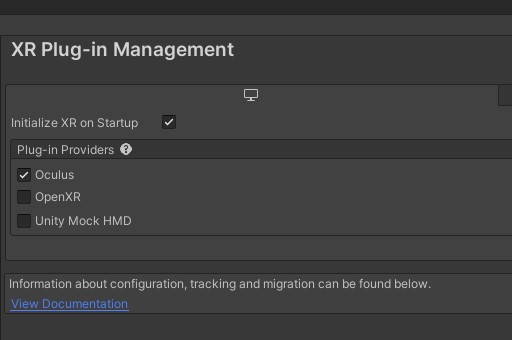 XR Plug-in Management
Initialize XR on Startup
Plug-in Providers
Oculus
OpenXR
Unity Mock HMD
Information about configuration, tracking and migration can be found below.
View Documentation